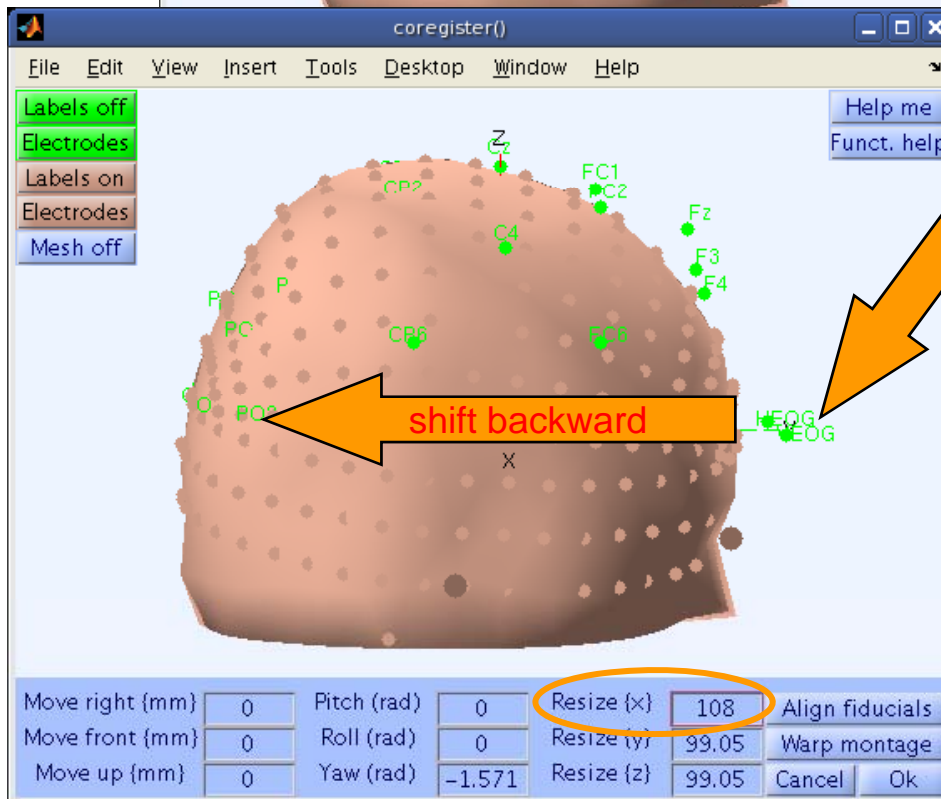 coregister()
File Edit View Insert Tools Desktop Window Help
Labels off
Electrodes
Labels on
Electrodes
Mesh off
Help me
Funct. help
Z
Cz
FC1
FC2
CP2
Fz
C4
F3
F4
P
PO
CP6
FC6
O
PO8
shift backward
HEOG
X
Move right {mm} 0 Pitch (rad) 0 Resize {x} 108 Align fiducials
Move front {mm} 0 Roll (rad) 0 Resize {y} 99.05 Warp montage
Move up {mm} 0 Yaw (rad) −1.571 Resize {z} 99.05 Cancel Ok